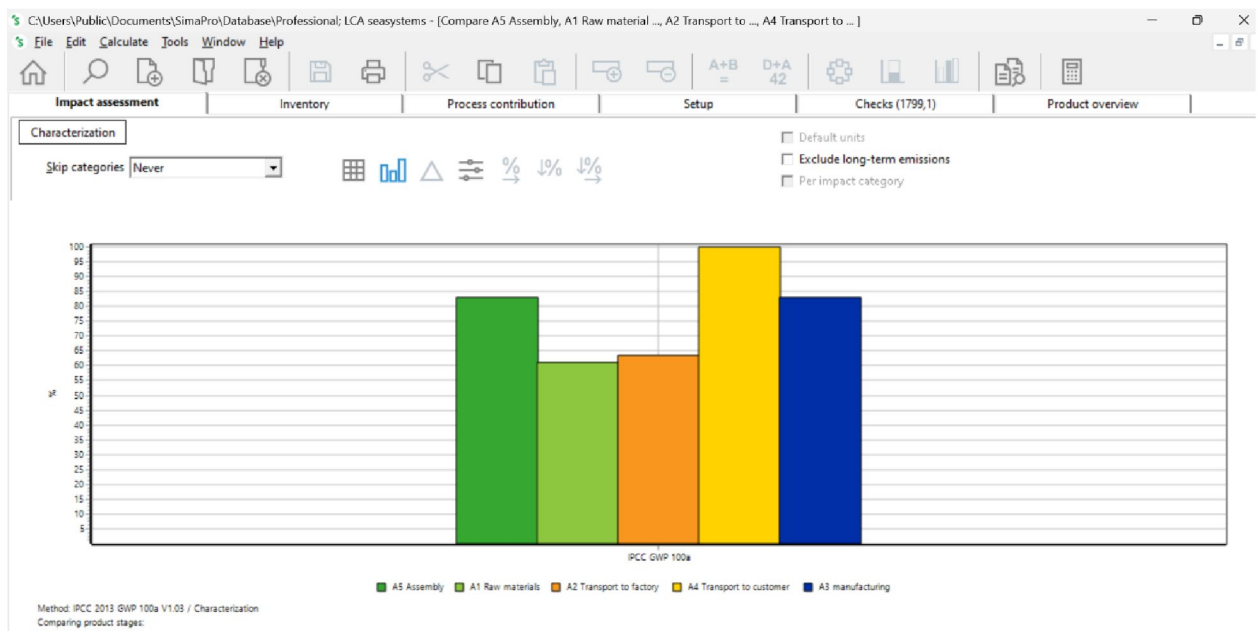 C:\Users\Public\Documents\SimaPro\Database\Professional; LCA seasystems - [Compare A5 Assembly, A1 Raw material ..., A2 Transport to ..., A4 Transport to ... ]
File Edit Calculate Tools Window Help
A+B
=
D+A
42
Impact assessment Inventory Process contribution Setup Checks (1799,1) Product overview
Characterization
Default units
Skip categories Never
Exclude long-term emissions
Per impact category
100
95
90
85
80
75
70
65
60
55
%
50
45
40
35
30
25
20
15
10
5
IPCC GWP 100a
A5 Assembly A1 Raw materials A2 Transport to factory A4 Transport to customer A3 manufacturing
Method: IPCC 2013 GWP 100a V1.03 / Characterization
Comparing product stages: